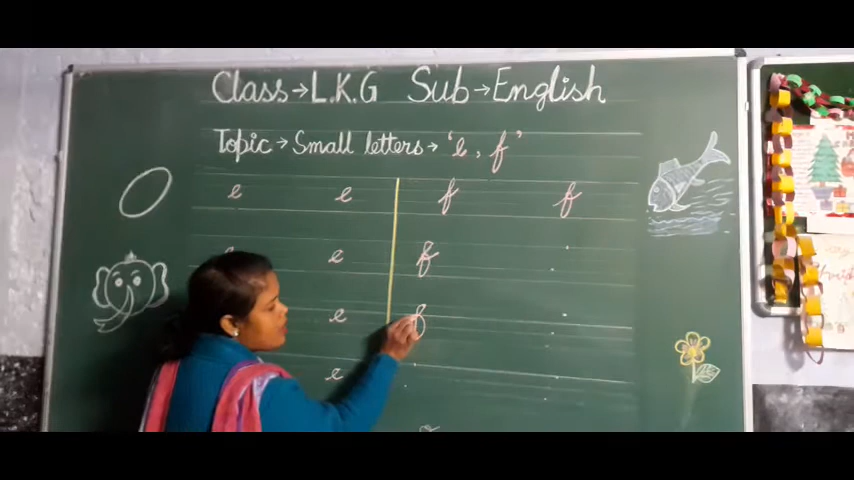 Class→L.K.G Sub→English
Topic→Small letters→'e, f'
e e f f
e e f
e f
e